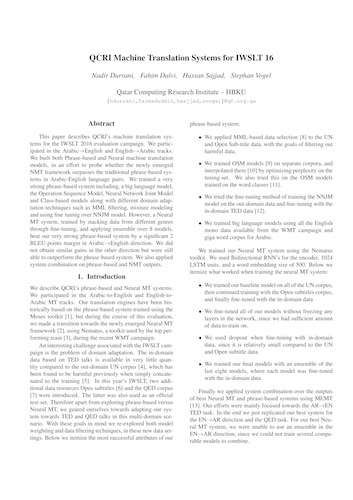 QCRI Machine Translation Systems for IWSLT 16
Nadir Durrani, Fahim Dalvi, Hassan Sajjad, Stephan Vogel
Qatar Computing Research Institute – HBKU
{ndurrani,faimaduddin,hsajjad,svogel}@qf.org.qa
Abstract
This paper describes QCRI's machine translation systems
for the IWSLT 2016 evaluation campaign. We participated
in the Arabic→English and English→Arabic tracks.
We built both Phrase-based and Neural machine translation
models, in an effort to probe whether the newly emerged
NMT framework surpasses the traditional phrase-based systems
in Arabic-English language pairs. We trained a very
strong phrase-based system including, a big language model,
the Operation Sequence Model, Neural Network Joint Model
and Class-based models along with different domain adaptation
techniques such as MML filtering, mixture modeling
and using fine tuning over NNJM model. However, a Neural
MT system, trained by stacking data from different genres
through fine-tuning, and applying ensemble over 8 models,
beat our very strong phrase-based system by a significant 2
BLEU points margin in Arabic→English direction. We did
not obtain similar gains in the other direction but were still
able to outperform the phrase-based system. We also applied
system combination on phrase-based and NMT outputs.
1. Introduction
We describe QCRI's phrase-based and Neural MT systems.
We participated in the Arabic-to-English and English-to-
Arabic MT tracks. Our translation engines have been historically
based on the phrase-based system trained using the
Moses toolkit [1], but during the course of this evaluation,
we made a transition towards the newly emerged Neural MT
framework [2], using Nematus, a toolkit used by the top performing
team [3], during the recent WMT campaign.
An interesting challenge associated with the IWSLT campaign
is the problem of domain adaptation. The in-domain
data based on TED talks is available in very little quantity
compared to the out-domain UN corpus [4], which has
been found to be harmful previously when simply concatenated
to the training [5]. In this year's IWSLT, two additional
data resources Opus subtitles [6] and the QCED corpus
[7] were introduced. The latter was also used as an official
test-set. Therefore apart from exploring phrase-based versus
Neural MT, we geared ourselves towards adapting our system
towards TED and QED talks in this multi-domain scenario.
With these goals in mind we re-explored both model
weighting and data filtering techniques, in these new data settings.
Below we itemize the most successful attributes of our
phrase-based system:
• We applied MML-based data selection [8] to the UN
and Open Sub-title data, with the goals of filtering out
harmful data.
• We trained OSM models [9] on separate corpora, and
interpolated them [10] by optimizing perplexity on the
tuning-set. We also tried this on the OSM models
trained on the word classes [11].
• We tried the fine-tuning method of training the NNJM
model on the out-domain data and fine-tuning with the
in-domain TED data [12].
• We trained big language models using all the English
mono data available from the WMT campaign and
giga word corpus for Arabic.
We trained our Neural MT system using the Nematus
toolkit. We used Bidirectional RNN's for the encoder, 1024
LSTM units, and a word embedding size of 500. Below we
itemize what worked when training the neural MT system:
• We trained our baseline model on all of the UN corpus,
then continued training with the Open subtitles corpus,
and finally fine-tuned with the in-domain data
• We fine-tuned all of our models without freezing any
layers in the network, since we had sufficient amount
of data to train on.
• We used dropout when fine-tuning with in-domain
data, since it is relatively small compared to the UN
and Open subtitle data.
• We trained our final models with an ensemble of the
last eight models, where each model was fine-tuned
with the in-domain data.
Finally we applied system combination over the outputs
of best Neural MT and phrase-based systems using MEMT
[13]. Our efforts were mainly focused towards the AR→EN
TED task. In the end we just replicated our best system for
the EN→AR direction and the QED task. For our best Neural
MT system, we were unable to use an ensemble in the
EN→AR direction, since we could not train several comparable
models to combine.